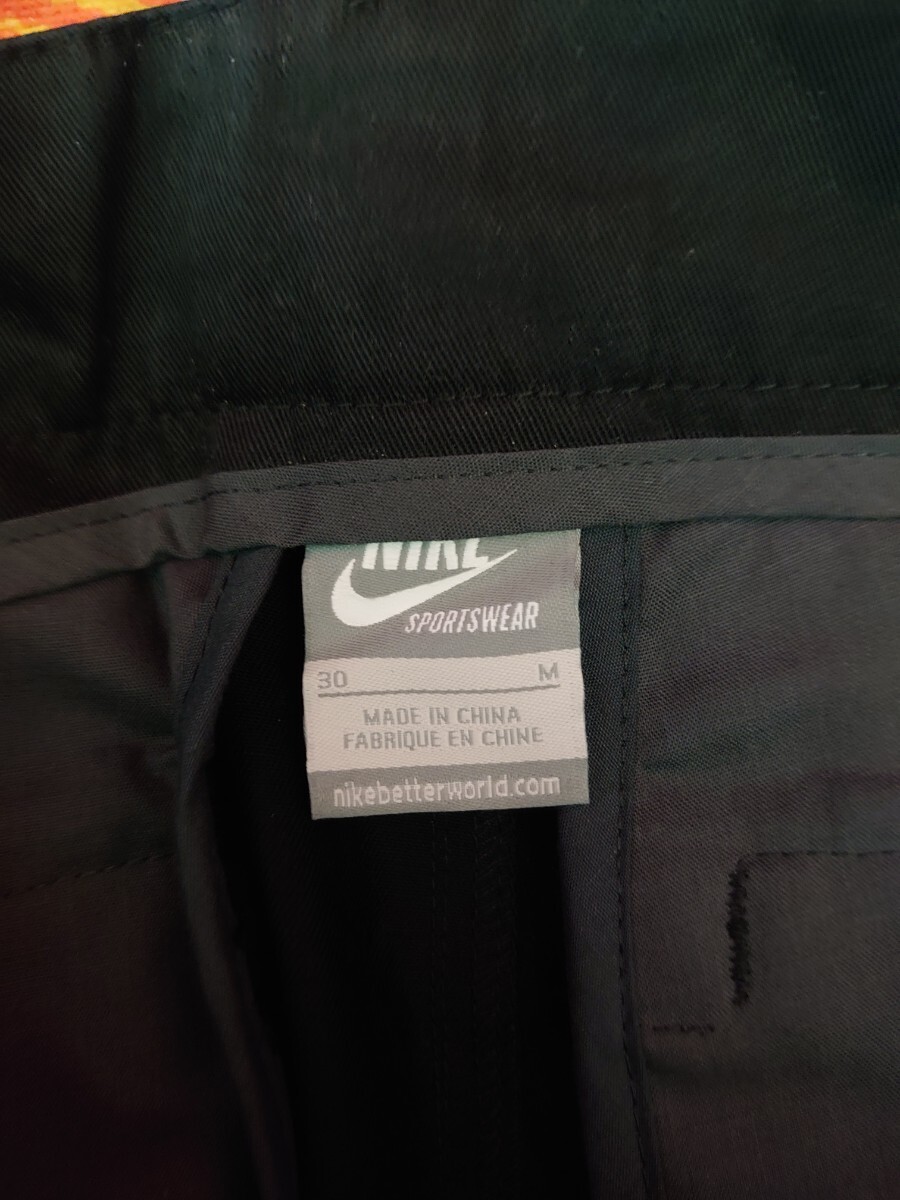 NIKE
SPORTSWEAR
30 M
MADE IN CHINA
FABRIQUE EN CHINE
nikebetterworld.com